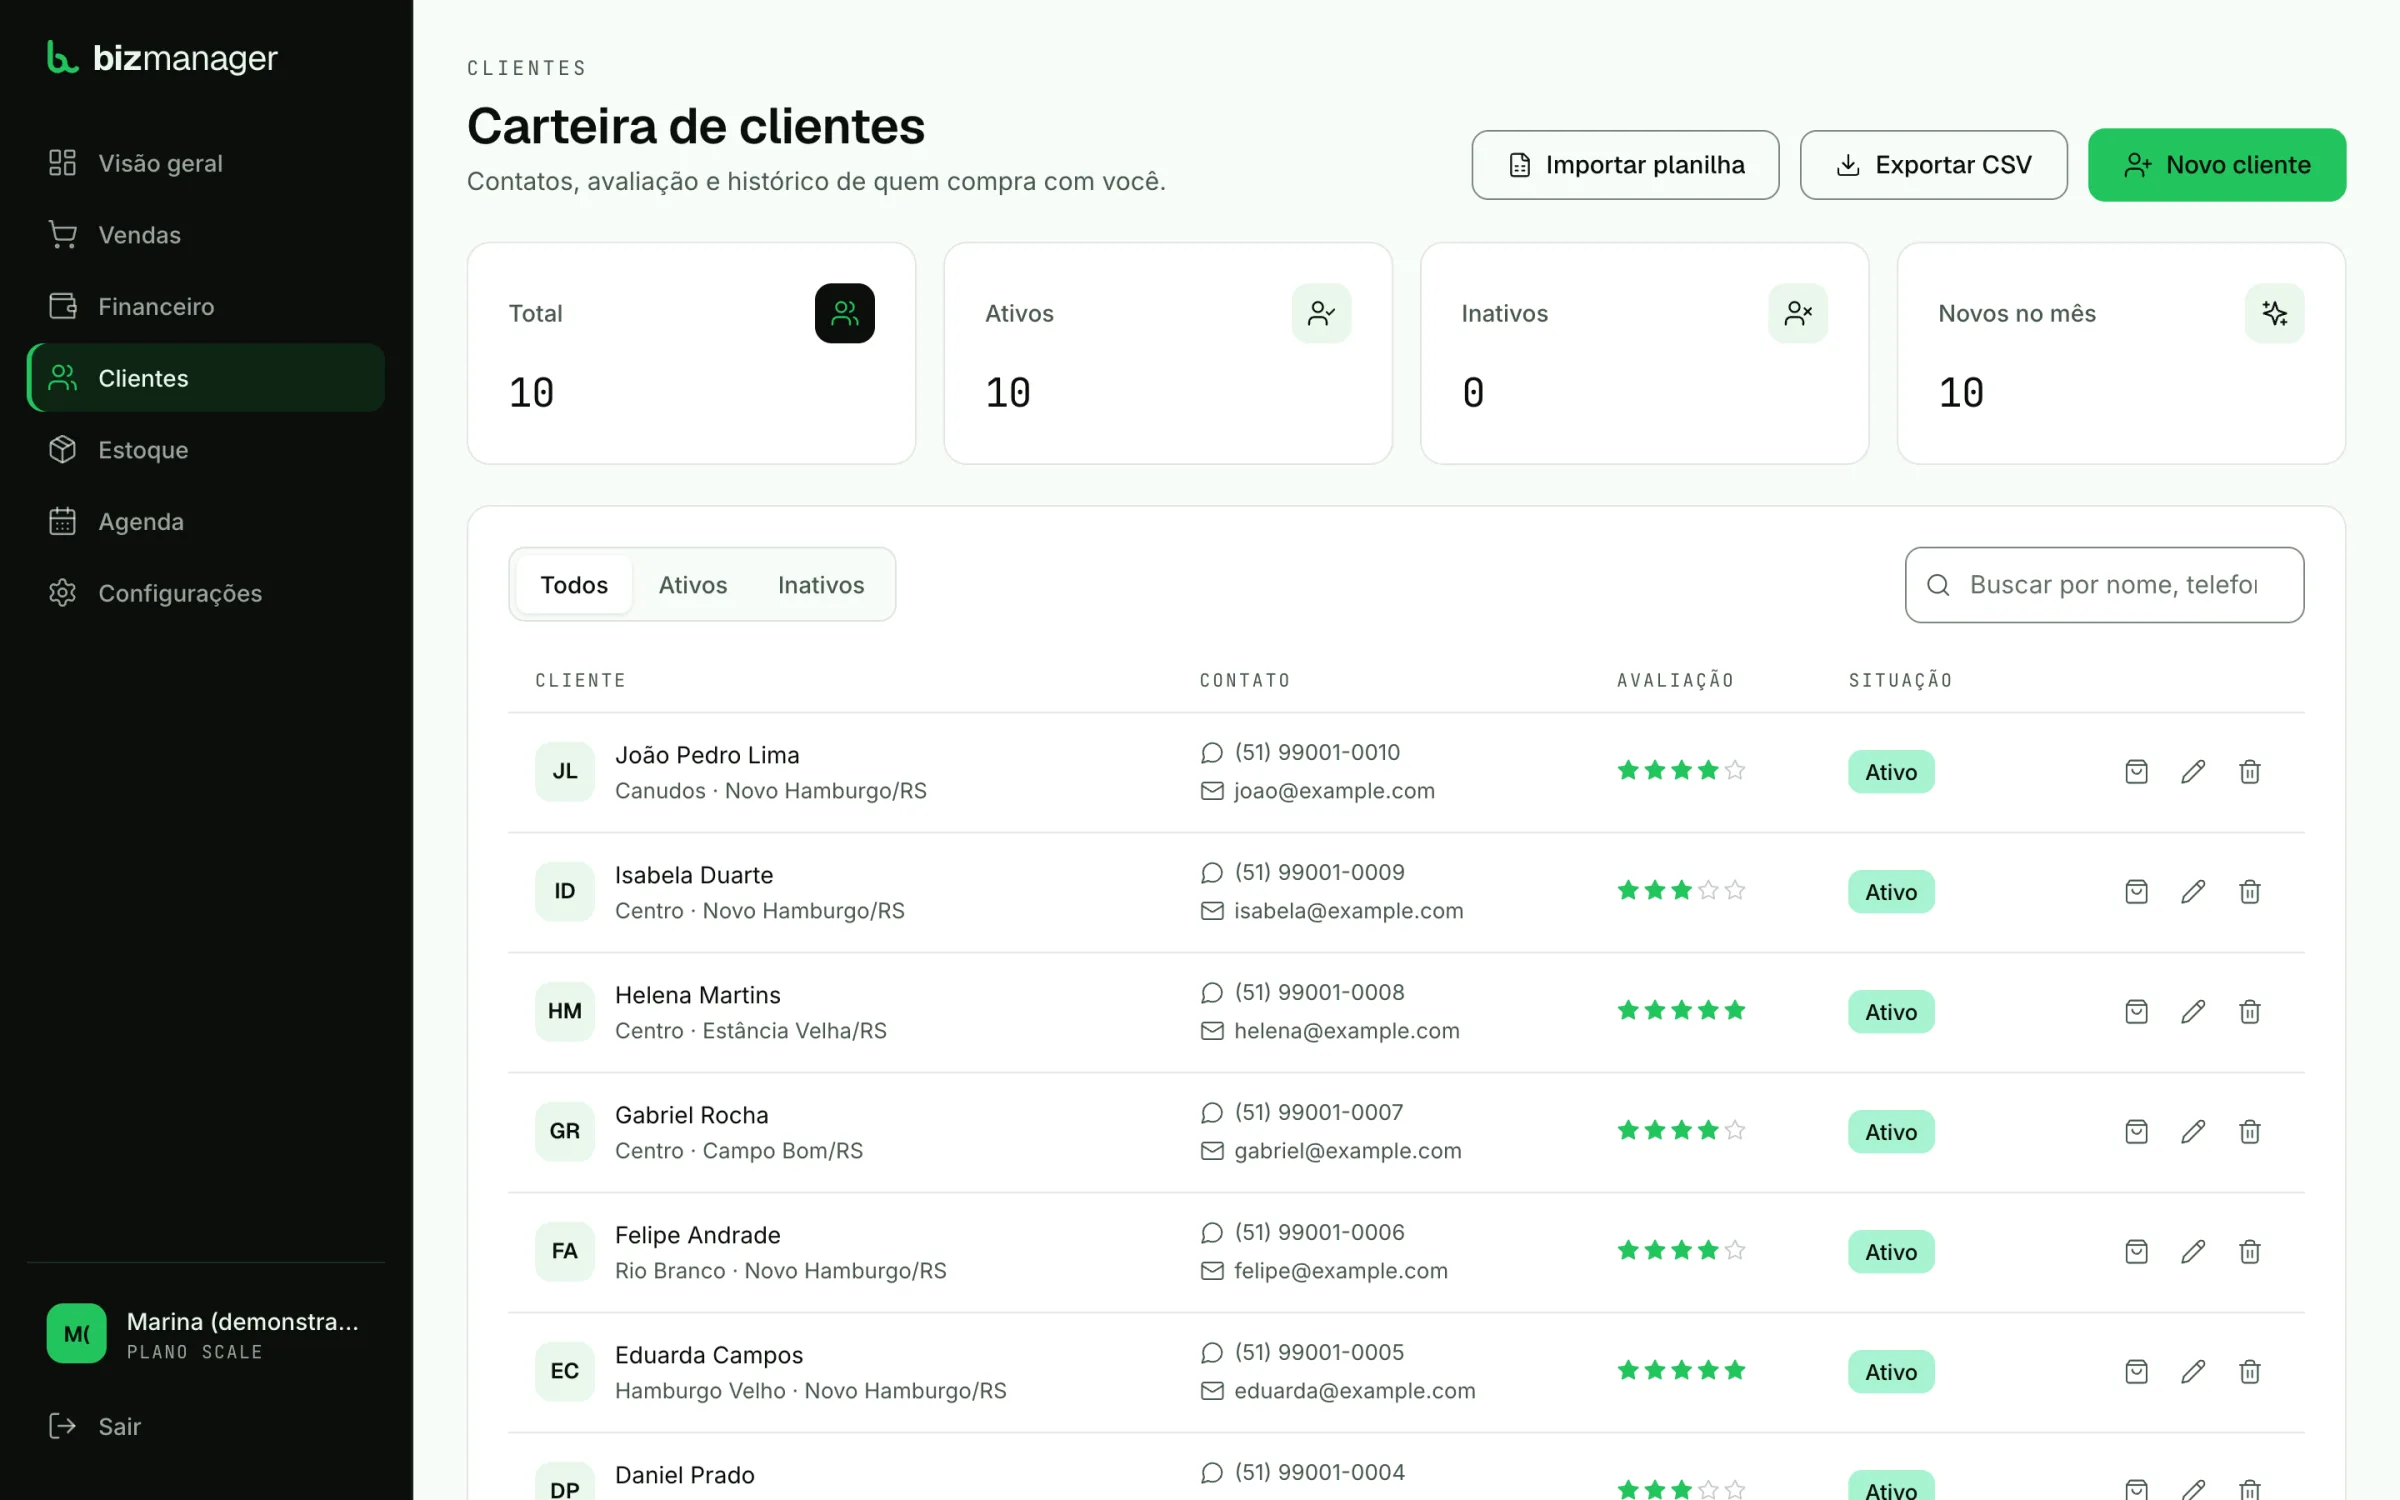 bizmanager
Visão geral
Vendas
Financeiro
Clientes
Estoque
Agenda
Configurações
M(
Marina (demonstra...
PLANO SCALE
Sair
CLIENTES
Carteira de clientes
Contatos, avaliação e histórico de quem compra com você.
Importar planilha
Exportar CSV
Novo cliente
Total
10
Ativos
10
Inativos
0
Novos no mês
10
Todos
Ativos
Inativos
Buscar por nome, telefo
CLIENTE
CONTATO
AVALIAÇÃO
SITUAÇÃO
JL
João Pedro Lima
Canudos · Novo Hamburgo/RS
(51) 99001-0010
joao@example.com
Ativo
ID
Isabela Duarte
Centro · Novo Hamburgo/RS
(51) 99001-0009
isabela@example.com
Ativo
HM
Helena Martins
Centro · Estância Velha/RS
(51) 99001-0008
helena@example.com
Ativo
GR
Gabriel Rocha
Centro · Campo Bom/RS
(51) 99001-0007
gabriel@example.com
Ativo
FA
Felipe Andrade
Rio Branco · Novo Hamburgo/RS
(51) 99001-0006
felipe@example.com
Ativo
EC
Eduarda Campos
Hamburgo Velho · Novo Hamburgo/RS
(51) 99001-0005
eduarda@example.com
Ativo
DP
Daniel Prado
(51) 99001-0004
Ativo